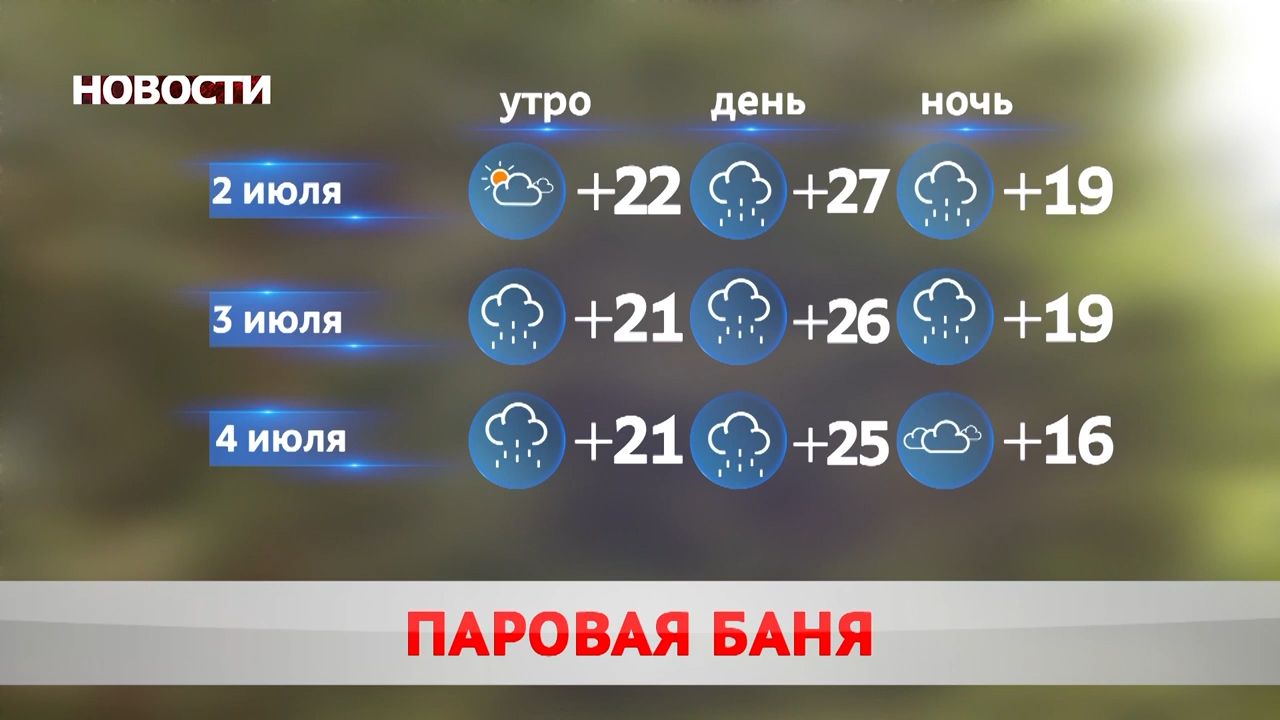 НОВОСТИ
утро день ночь
2 июля +22 +27 +19
3 июля +21 +26 +19
4 июля +21 +25 +16
ПАРОВАЯ БАНЯ